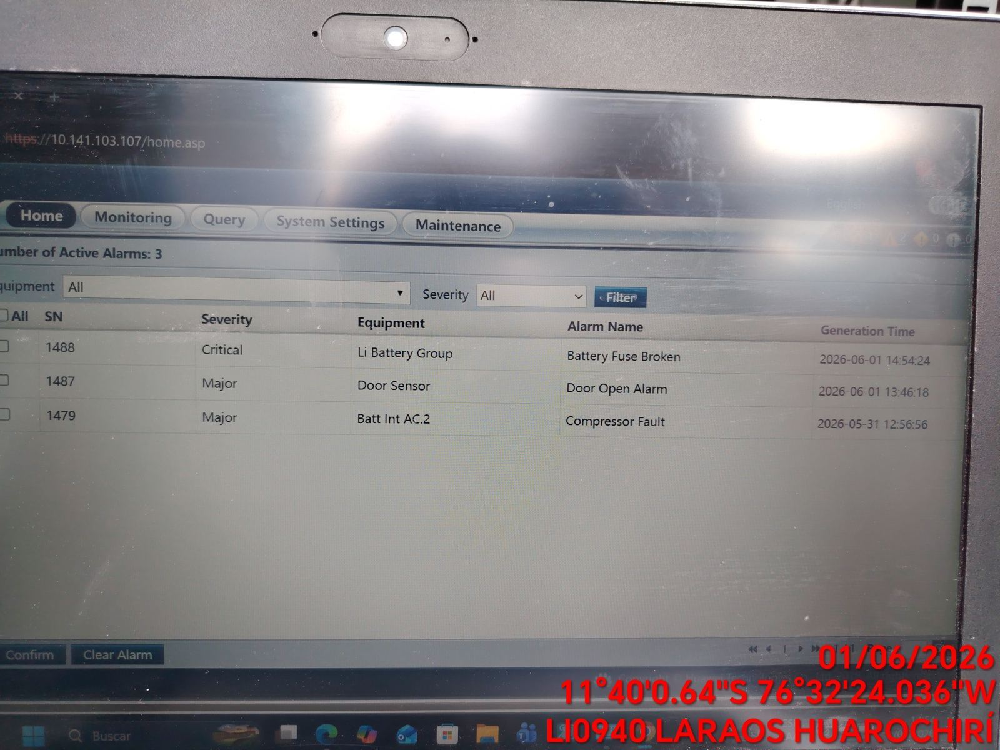 https://10.141.103.107/home.asp
Home Monitoring Query System Settings Maintenance
2 0 0
umber of Active Alarms: 3
quipment All Severity All Filter
All SN Severity Equipment Alarm Name Generation Time
1488 Critical Li Battery Group Battery Fuse Broken 2026-06-01 14:54:24
1487 Major Door Sensor Door Open Alarm 2026-06-01 13:46:18
1479 Major Batt Int AC.2 Compressor Fault 2026-05-31 12:56:56
Confirm Clear Alarm
Buscar
01/06/2026
11°40'0.64"S 76°32'24.036"W
LI0940 LARAOS HUAROCHIRÍ